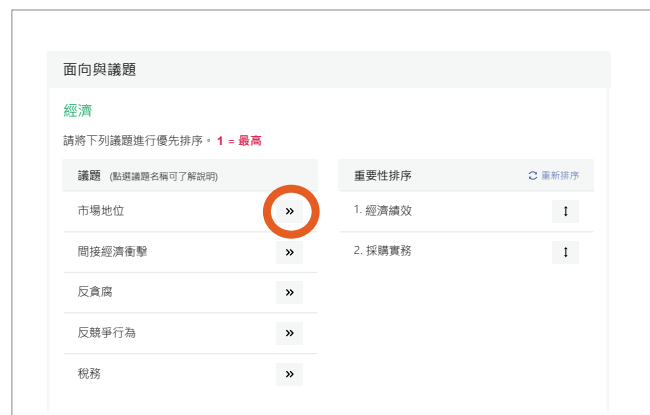 面向與議題
經濟
請將下列議題進行優先排序。1 = 最高
議題 (點選議題名稱可了解說明)
市場地位
間接經濟衝擊
反貪腐
反競爭行為
稅務
重要性排序 重新排序
1. 經濟績效
2. 採購實務